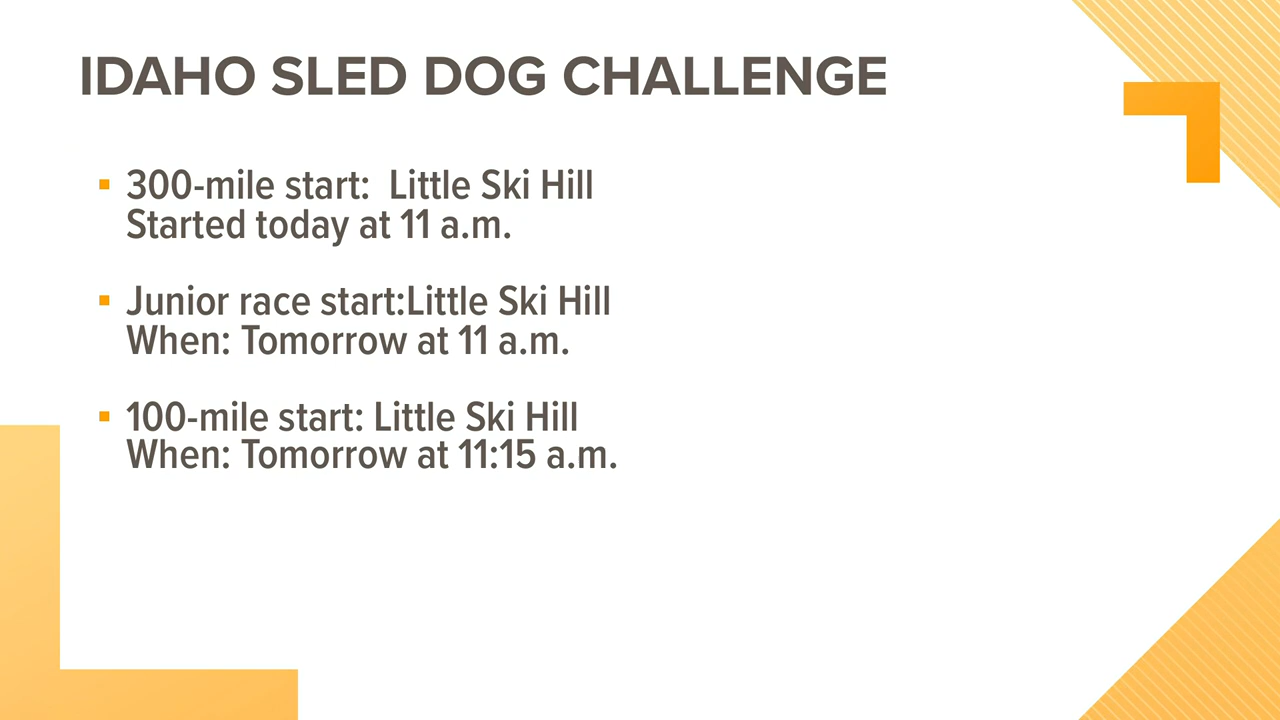 IDAHO SLED DOG CHALLENGE
▪ 300-mile start:  Little Ski Hill
Started today at 11 a.m.
▪ Junior race start:Little Ski Hill
When: Tomorrow at 11 a.m.
▪ 100-mile start: Little Ski Hill
When: Tomorrow at 11:15 a.m.